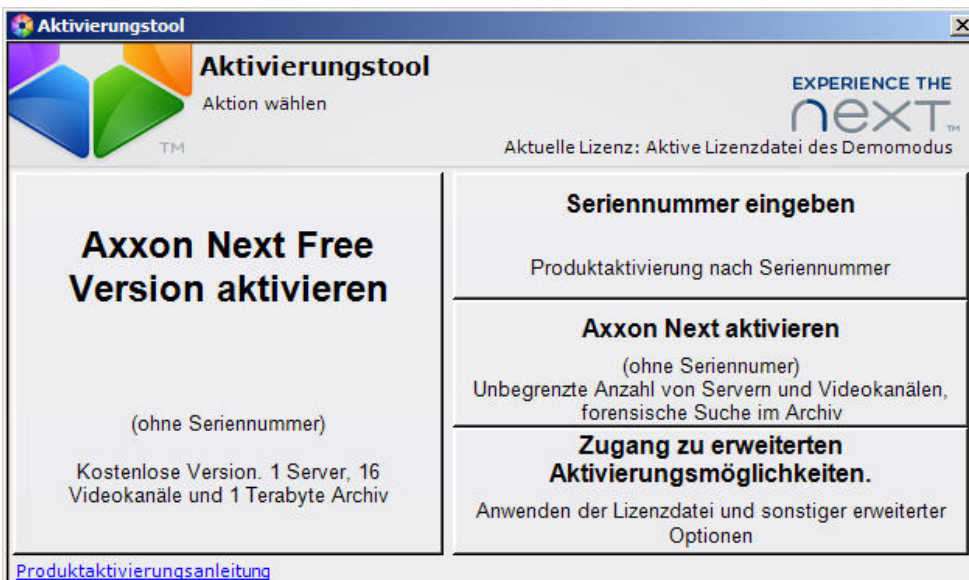 Aktivierungstool
Aktivierungstool
Aktion wählen
TM
EXPERIENCE THE
next TM
Aktuelle Lizenz: Aktive Lizenzdatei des Demomodus
Axxon Next Free
Version aktivieren
(ohne Seriennummer)
Kostenlose Version. 1 Server, 16
Videokanäle und 1 Terabyte Archiv
Seriennummer eingeben
Produktaktivierung nach Seriennummer
Axxon Next aktivieren
(ohne Seriennumer)
Unbegrenzte Anzahl von Servern und Videokanälen,
forensische Suche im Archiv
Zugang zu erweiterten
Aktivierungsmöglichkeiten.
Anwenden der Lizenzdatei und sonstiger erweiterter
Optionen
Produktaktivierungsanleitung